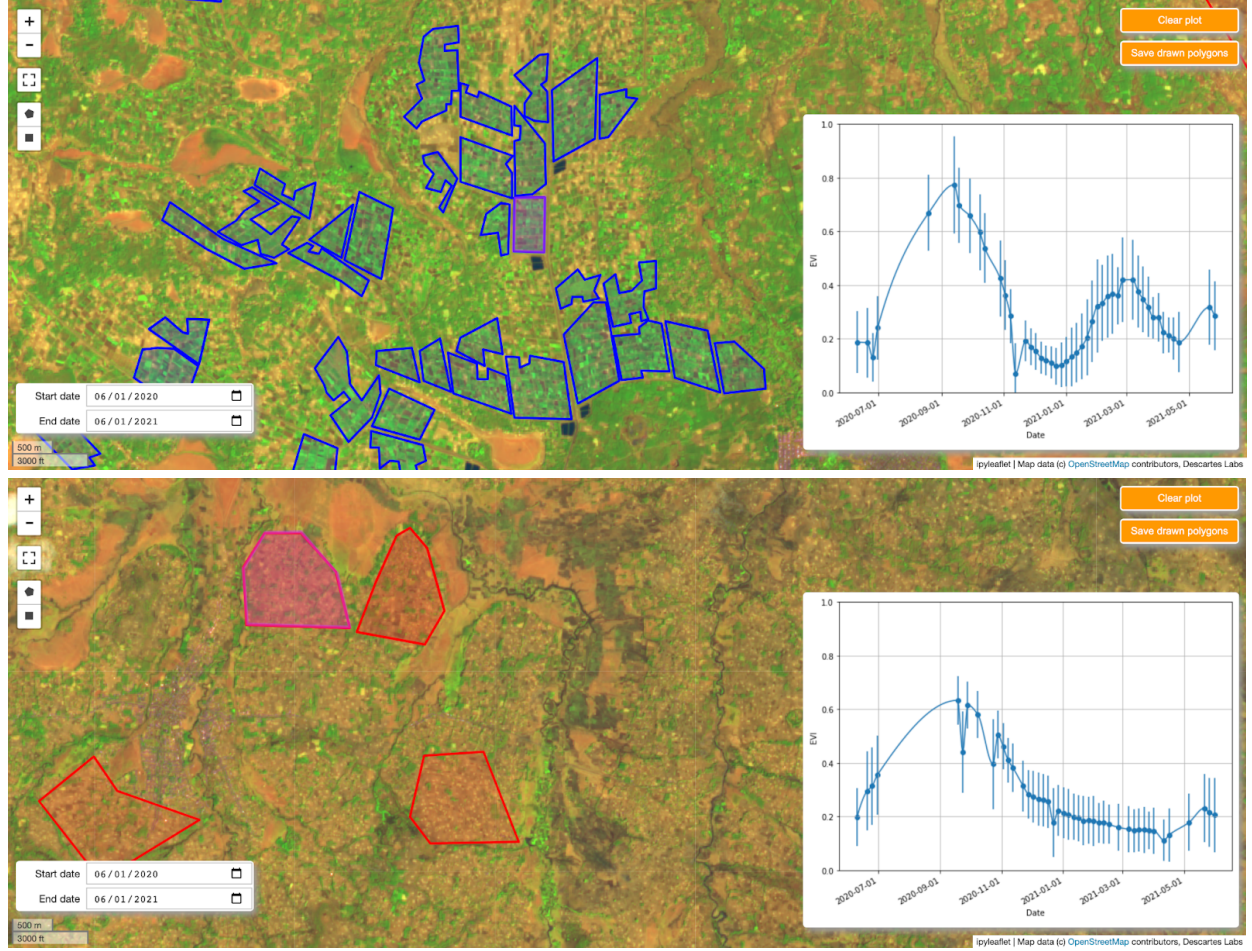 +
−
Clear plot
Save drawn polygons
1.0
0.8
0.6
0.4
0.2
0.0
EVI
2020-07-01
2020-09-01
2020-11-01
2021-01-01
2021-03-01
2021-05-01
Date
Start date 06/01/2020
End date 06/01/2021
500 m
3000 ft
ipyleaflet | Map data (c) OpenStreetMap contributors, Descartes Labs
+
−
Clear plot
Save drawn polygons
1.0
0.8
0.6
0.4
0.2
0.0
EVI
2020-07-01
2020-09-01
2020-11-01
2021-01-01
2021-03-01
2021-05-01
Date
Start date 06/01/2020
End date 06/01/2021
500 m
3000 ft
ipyleaflet | Map data (c) OpenStreetMap contributors, Descartes Labs